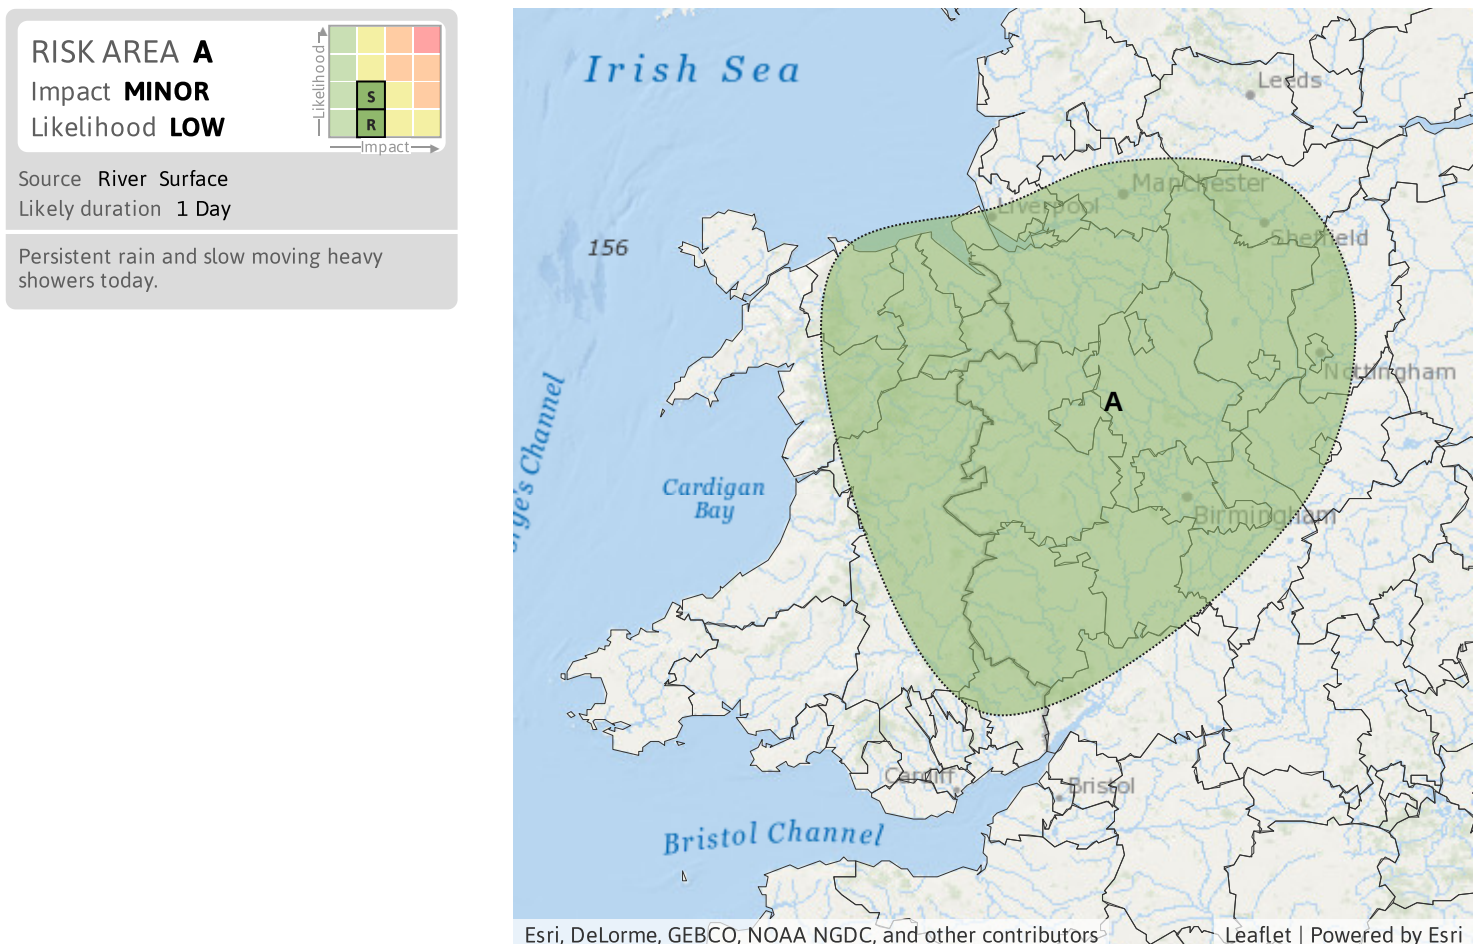 RISK AREA A
Impact MINOR
Likelihood LOW
Likelihood
S
R
Impact
Source River Surface
Likely duration 1 Day
Persistent rain and slow moving heavy
showers today.
Irish Sea
Leeds
Manchester
Liverpool
Sheffield
156
Nottingham
A
Cardigan
Bay
rge's Channel
Birmingham
Cardiff
Bristol
Bristol Channel
Esri, DeLorme, GEBCO, NOAA NGDC, and other contributors
Leaflet | Powered by Esri